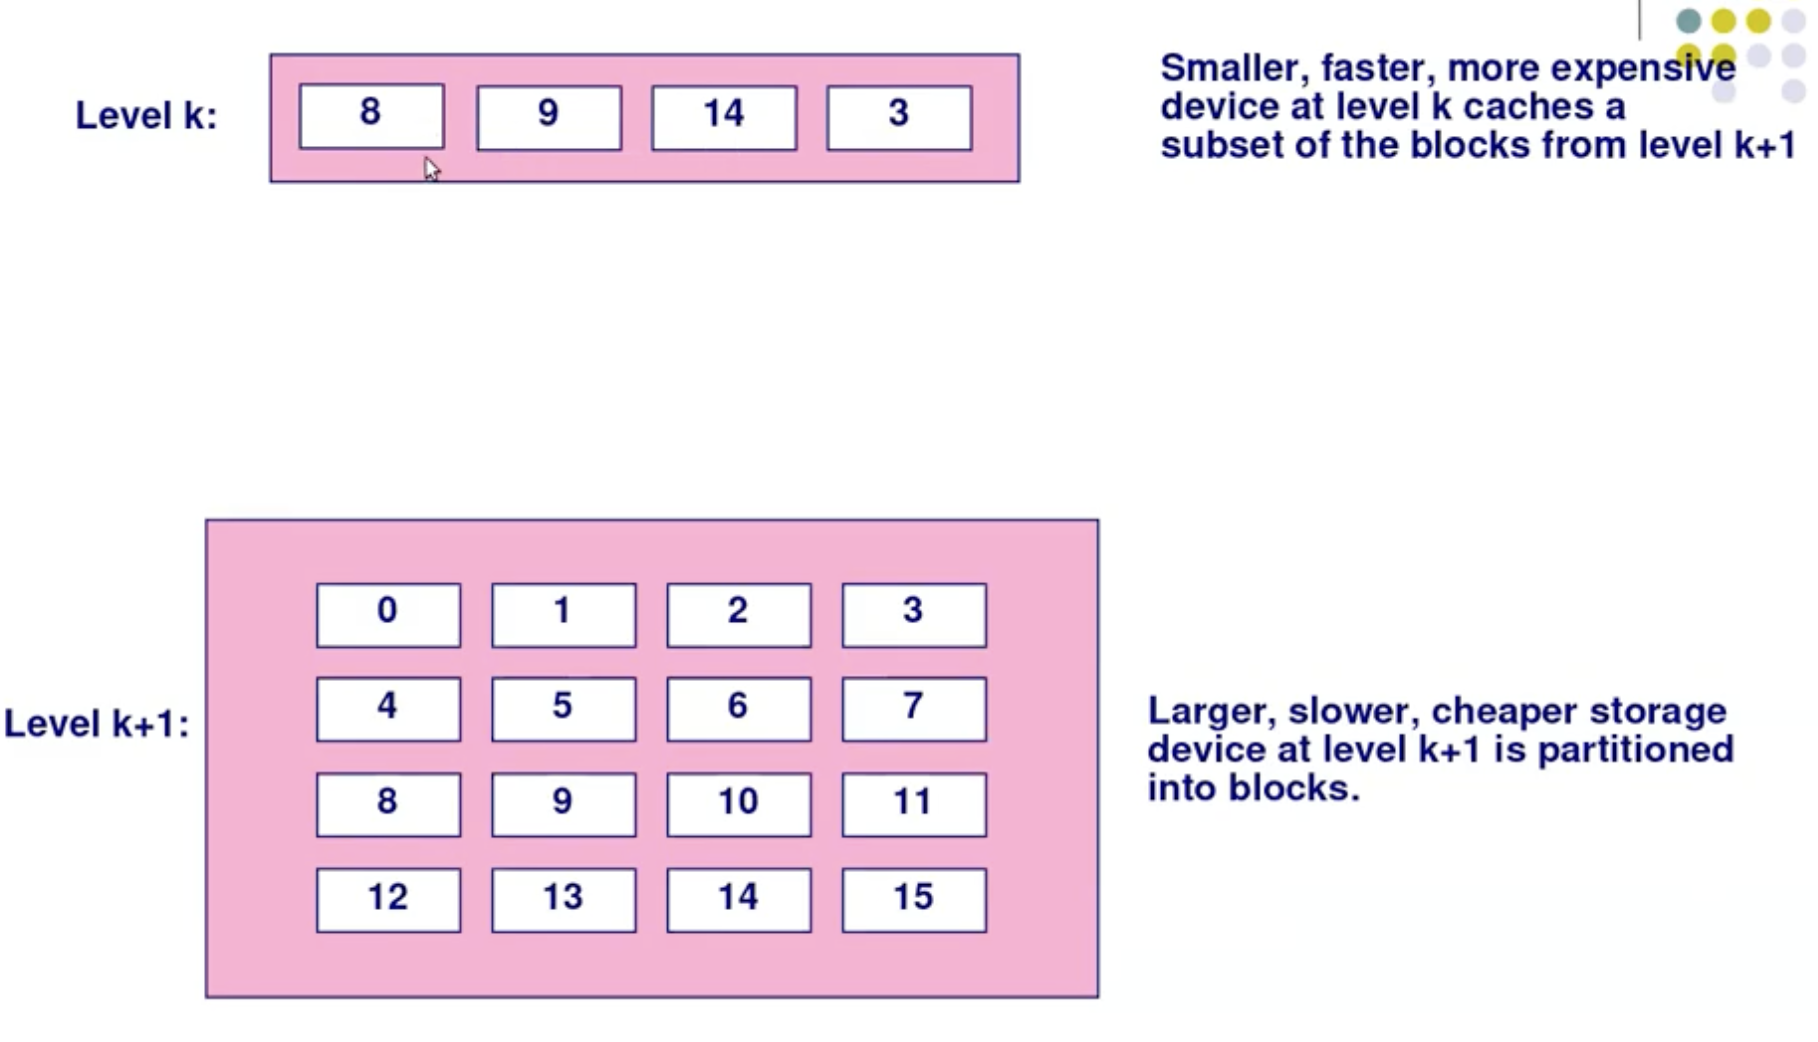 Level k:
8 9 14 3
Smaller, faster, more expensive
device at level k caches a
subset of the blocks from level k+1
Level k+1:
0 1 2 3
4 5 6 7
8 9 10 11
12 13 14 15
Larger, slower, cheaper storage
device at level k+1 is partitioned
into blocks.